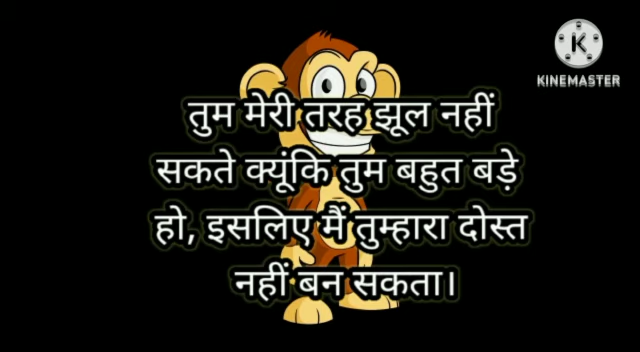 KINEMASTER
तुम मेरी तरह झूल नहीं
सकते क्यूंकि तुम बहुत बड़े
हो, इसलिए मैं तुम्हारा दोस्त
नहीं बन सकता।